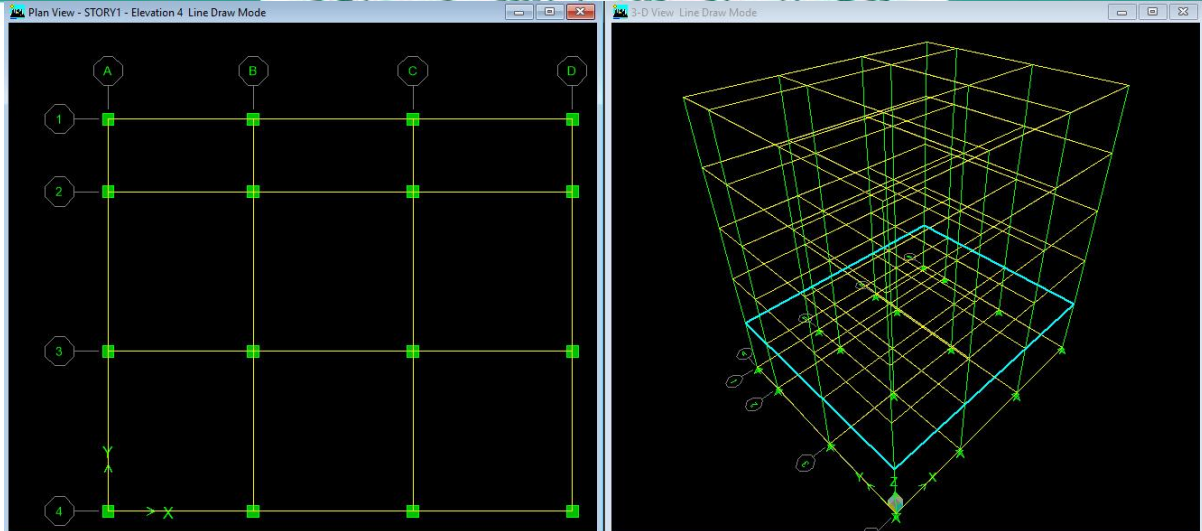 Plan View - STORY1 - Elevation 4 Line Draw Mode
A B C D
1
2
3
Y
X
4
3-D View Line Draw Mode
Z
Y X